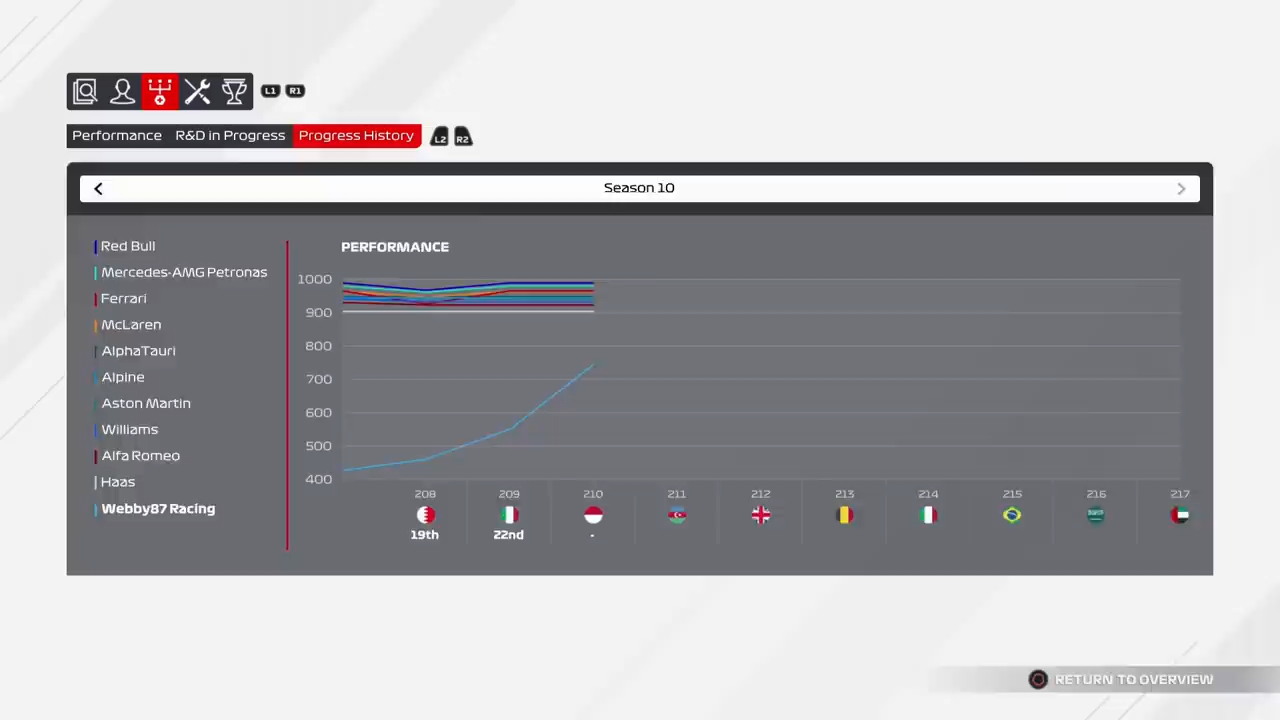 L1 R1
Performance R&D in Progress Progress History L2 R2
Season 10
Red Bull
Mercedes-AMG Petronas
Ferrari
McLaren
AlphaTauri
Alpine
Aston Martin
Williams
Alfa Romeo
Haas
Webby87 Racing
PERFORMANCE
1000
900
800
700
600
500
400
208 209 210 211 212 213 214 215 216 217
19th 22nd -
RETURN TO OVERVIEW